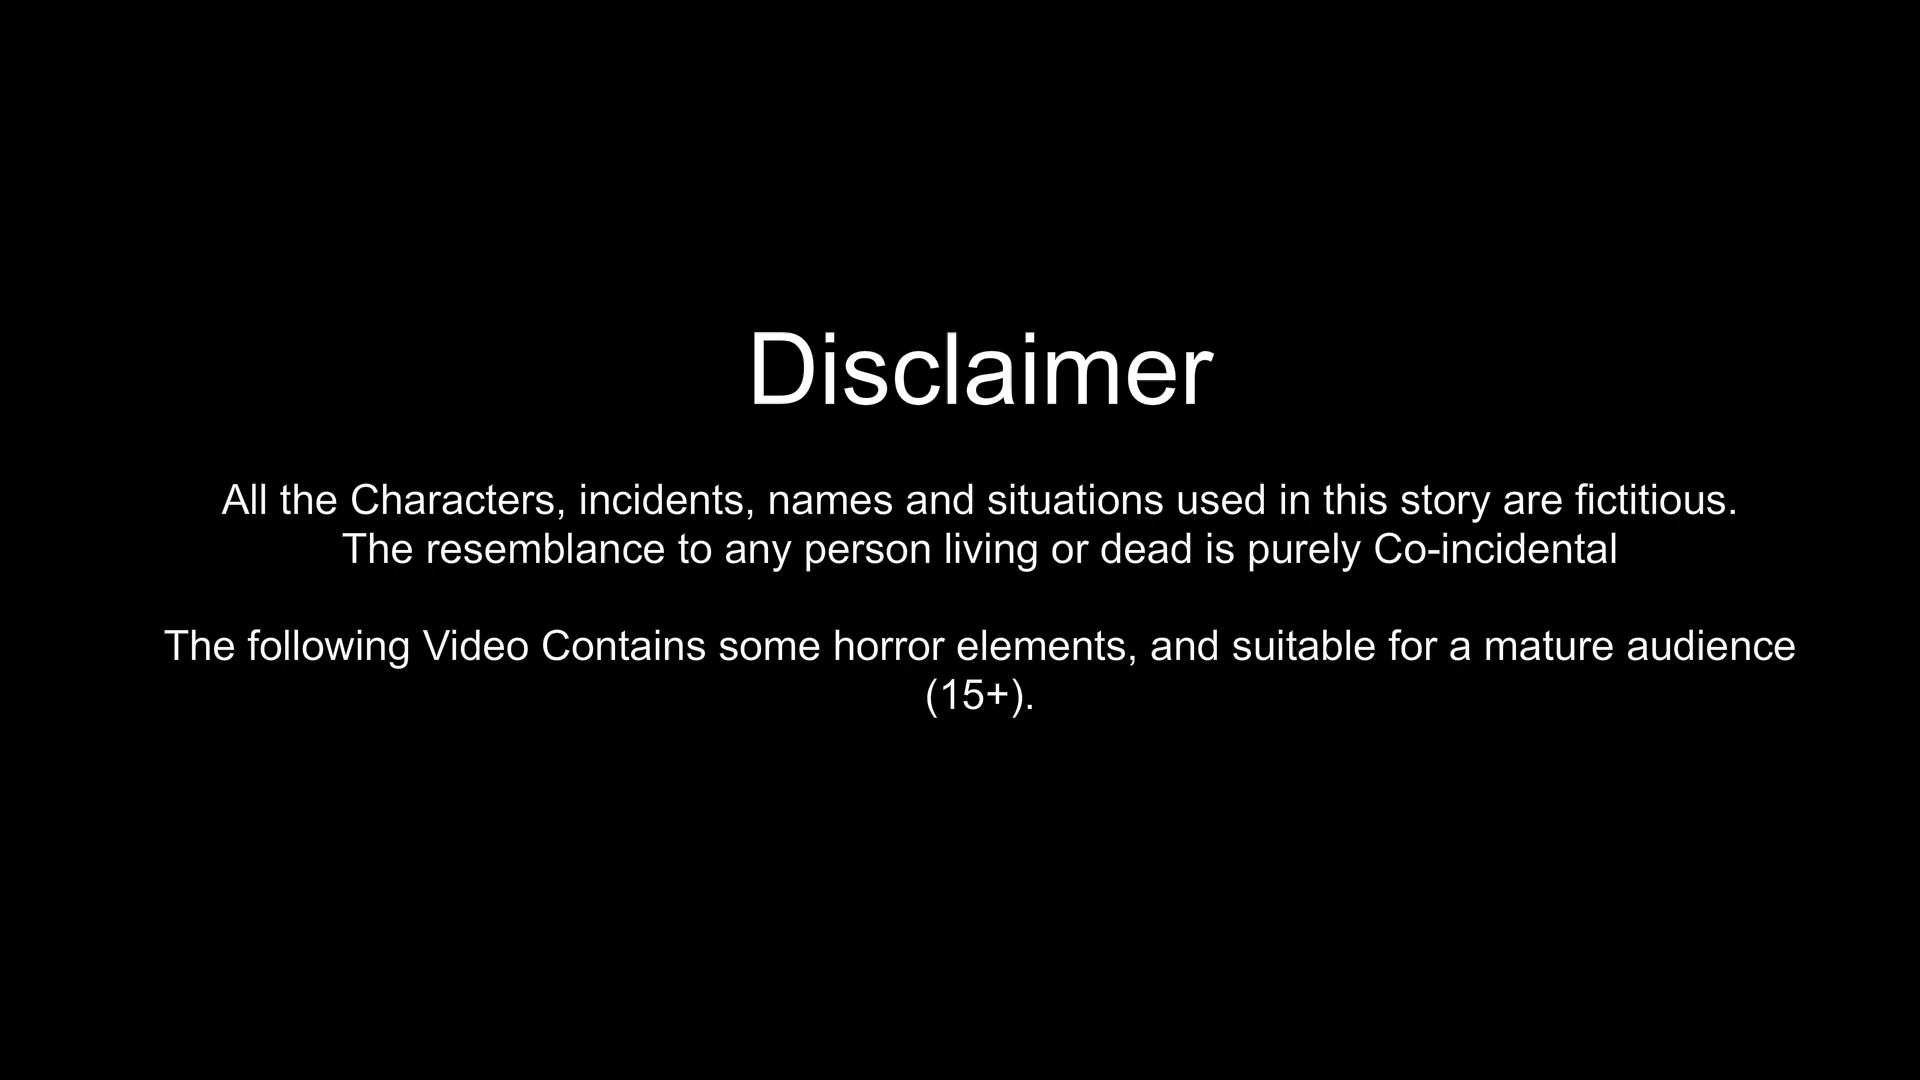 Disclaimer
All the Characters, incidents, names and situations used in this story are fictitious.
The resemblance to any person living or dead is purely Co-incidental
The following Video Contains some horror elements, and suitable for a mature audience
(15+).